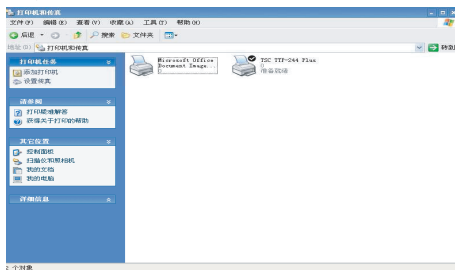 打印机和传真
文件(F) 编辑(E) 查看(V) 收藏(A) 工具(T) 帮助(H)
后退 搜索 文件夹
地址(D) 打印机和传真 转到
打印机任务
添加打印机
设置传真
请参阅
打印疑难解答
获得关于打印的帮助
其它位置
控制面板
扫描仪和照相机
我的文档
我的电脑
详细信息
Microsoft Office
Document Image...
0
TSC TTP-244 Plus
0
准备就绪
2 个对象